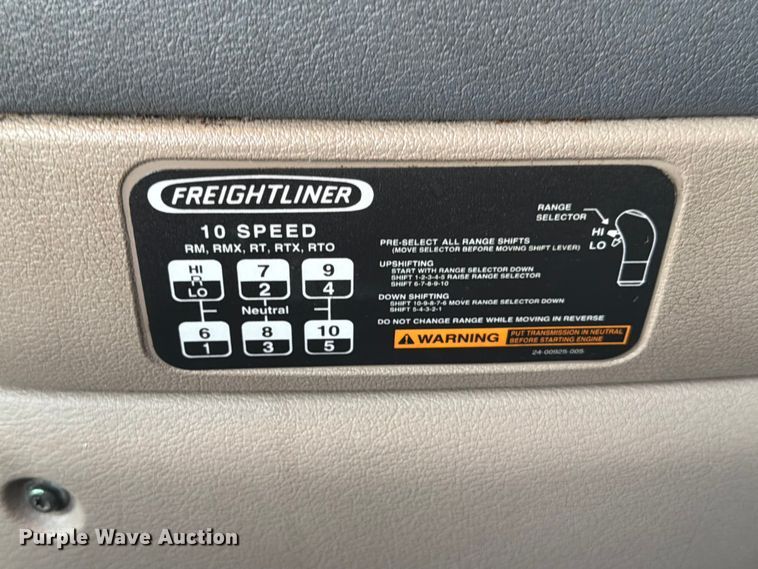 FREIGHTLINER
10 SPEED
RM, RMX, RT, RTX, RTO
HI
R
LO
7
2
9
4
Neutral
6
1
8
3
10
5
RANGE
SELECTOR
HI
LO
PRE-SELECT ALL RANGE SHIFTS
(MOVE SELECTOR BEFORE MOVING SHIFT LEVER)
UPSHIFTING
START WITH RANGE SELECTOR DOWN
SHIFT 1-2-3-4-5 RAISE RANGE SELECTOR
SHIFT 6-7-8-9-10
DOWN SHIFTING
SHIFT 10-9-8-7-6 MOVE RANGE SELECTOR DOWN
SHIFT 5-4-3-2-1
DO NOT CHANGE RANGE WHILE MOVING IN REVERSE
WARNING
PUT TRANSMISSION IN NEUTRAL
BEFORE STARTING ENGINE
24-00925-005
Purple Wave Auction